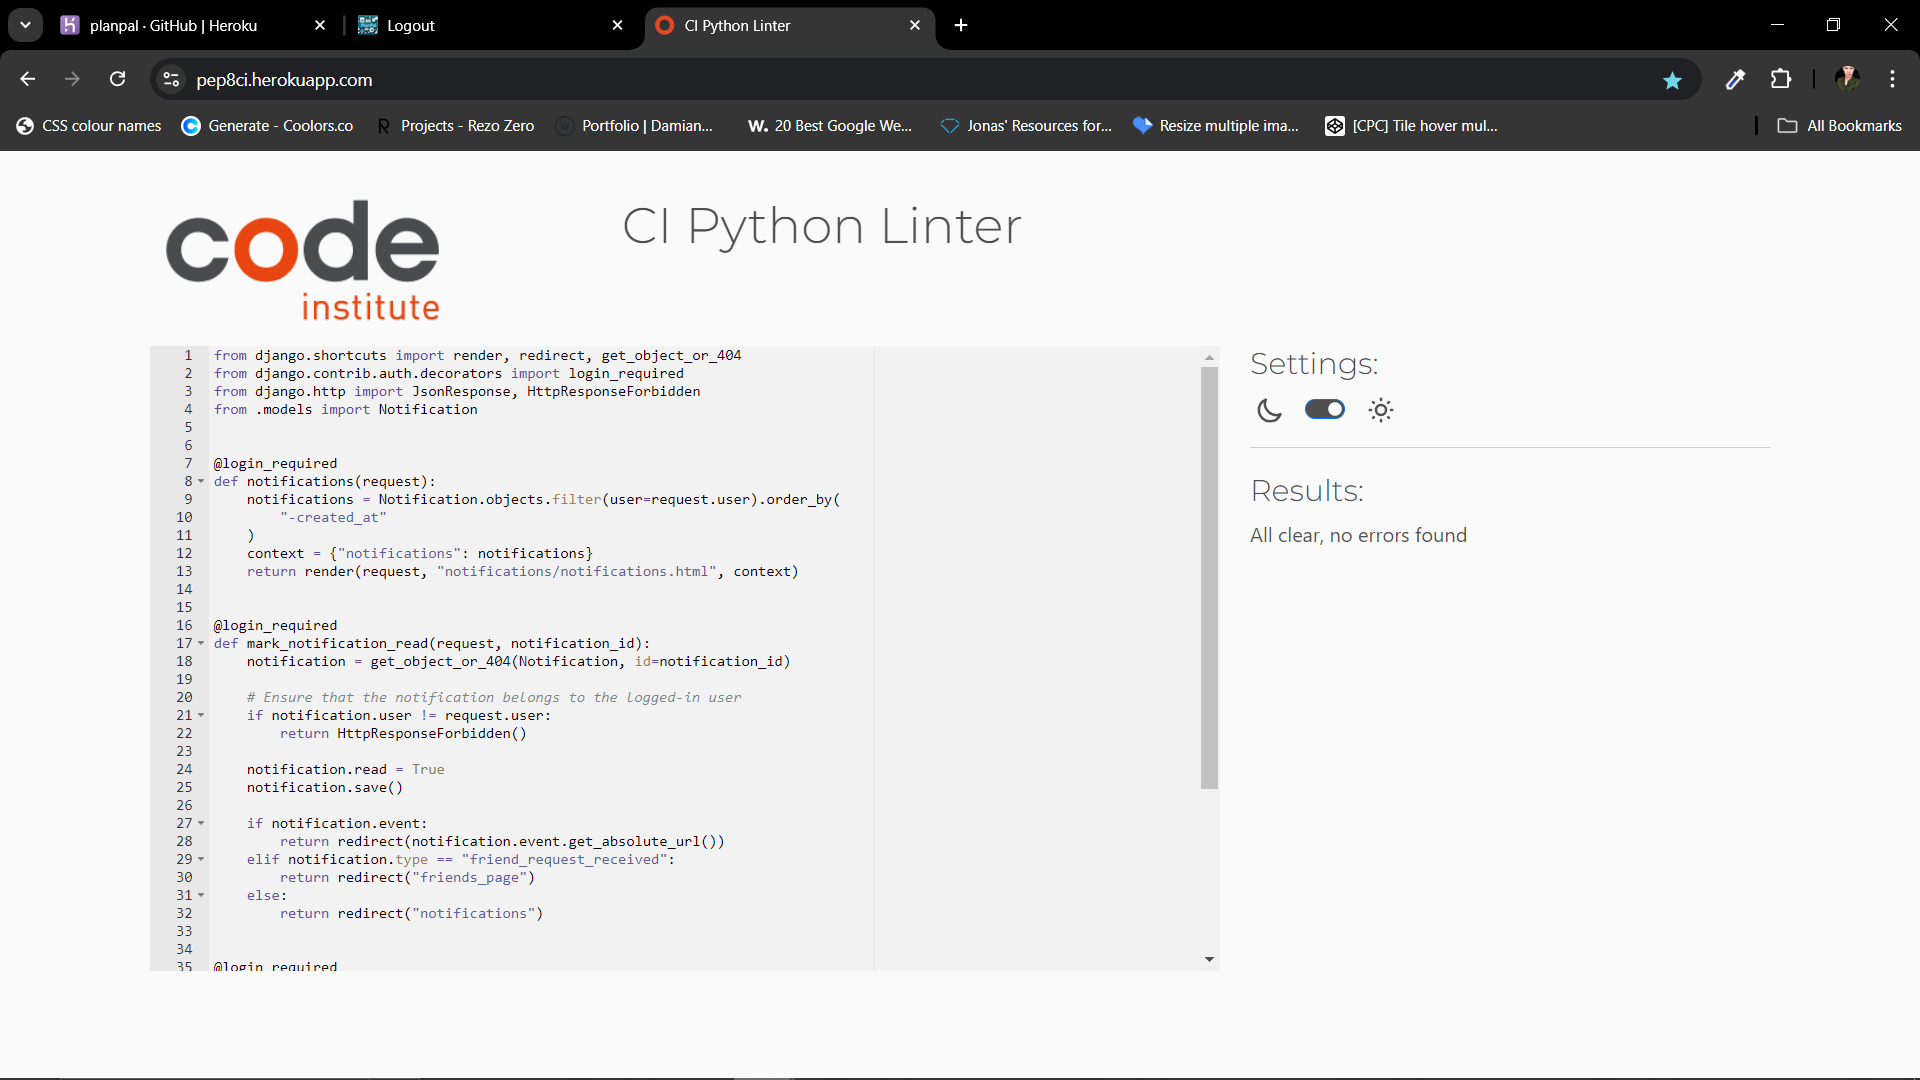 planpal · GitHub | Heroku
Logout
CI Python Linter
pep8ci.herokuapp.com
CSS colour names
Generate - Coolors.co
Projects - Rezo Zero
Portfolio | Damian...
W. 20 Best Google We...
Jonas' Resources for...
Resize multiple ima...
[CPC] Tile hover mul...
All Bookmarks
code
institute
CI Python Linter
1 from django.shortcuts import render, redirect, get_object_or_404
2 from django.contrib.auth.decorators import login_required
3 from django.http import JsonResponse, HttpResponseForbidden
4 from .models import Notification
5
6
7 @login_required
8 def notifications(request):
9     notifications = Notification.objects.filter(user=request.user).order_by(
10         "-created_at"
11     )
12     context = {"notifications": notifications}
13     return render(request, "notifications/notifications.html", context)
14
15
16 @login_required
17 def mark_notification_read(request, notification_id):
18     notification = get_object_or_404(Notification, id=notification_id)
19
20     # Ensure that the notification belongs to the logged-in user
21     if notification.user != request.user:
22         return HttpResponseForbidden()
23
24     notification.read = True
25     notification.save()
26
27     if notification.event:
28         return redirect(notification.event.get_absolute_url())
29     elif notification.type == "friend_request_received":
30         return redirect("friends_page")
31     else:
32         return redirect("notifications")
33
34
35 @login_required
Settings:
Results:
All clear, no errors found